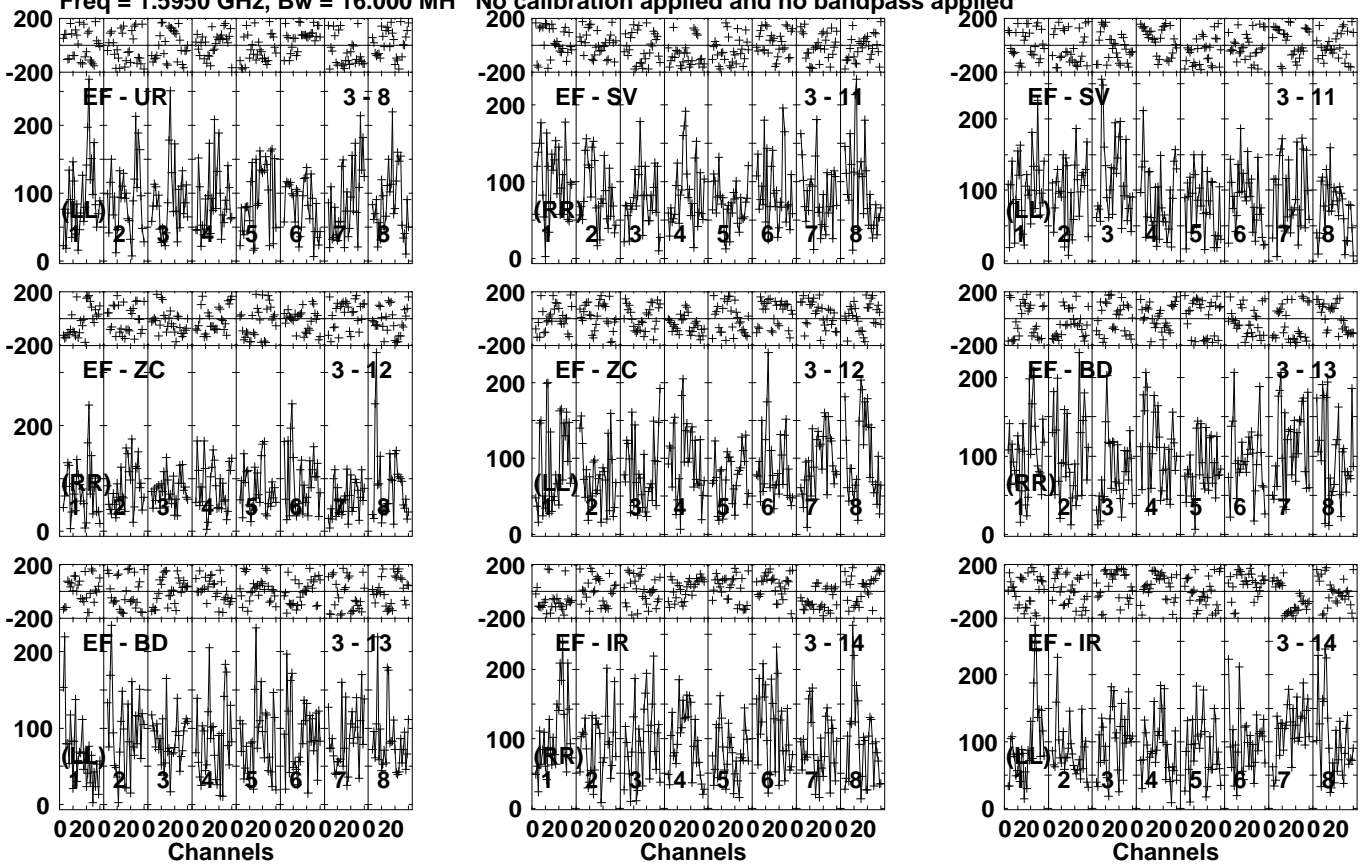 Freq = 1.5950 GHz, Bw = 16.000 MH No calibration applied and no bandpass applied
200 200 200
-200 -200 -200
EF - UR 3 - 8 EF - SV 3 - 11 EF - SV 3 - 11
200 200 200
100 100 100
(LL) (RR) (LL)
1 2 3 4 5 6 7 8 1 2 3 4 5 6 7 8 1 2 3 4 5 6 7 8
0 0 0
200 200 200
-200 -200 -200
EF - ZC 3 - 12 EF - ZC 3 - 12 EF - BD 3 - 13
200 200 200
100 100
(RR) (LL) (RR)
1 2 3 4 5 6 7 8 1 2 3 4 5 6 7 8 1 2 3 4 5 6 7 8
0 0 0
200 200 200
-200 -200 -200
EF - BD 3 - 13 EF - IR 3 - 14 EF - IR 3 - 14
200 200 200
100 100 100
(LL) (RR) (LL)
1 2 3 4 5 6 7 8 1 2 3 4 5 6 7 8 1 2 3 4 5 6 7 8
0 0 0
0 20 0 20 0 20 0 20 0 20 0 20 0 20 0 20 0 20 0 20 0 20 0 20 0 20 0 20 0 20 0 20 0 20 0 20 0 20 0 20 0 20 0 20 0 20 0 20
Channels Channels Channels